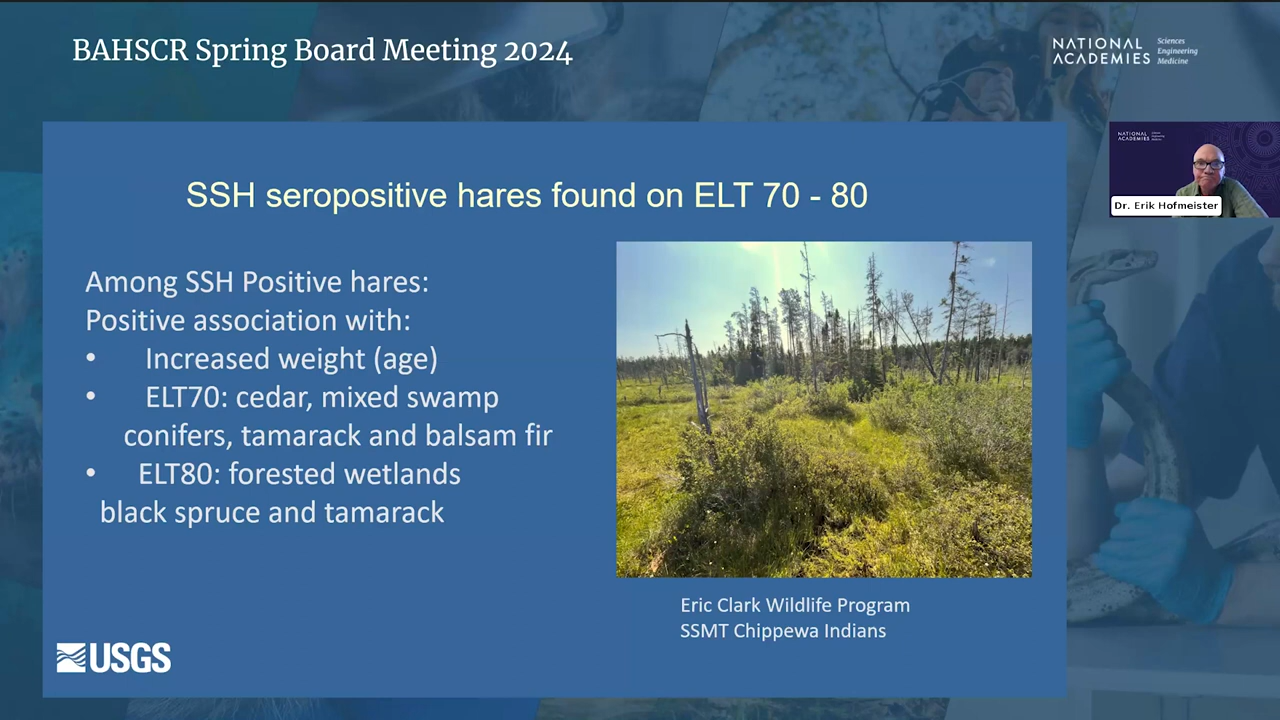 BAHSCR Spring Board Meeting 2024
NATIONAL
ACADEMIES
Sciences
Engineering
Medicine
SSH seropositive hares found on ELT 70 - 80
Among SSH Positive hares:
Positive association with:
• Increased weight (age)
• ELT70: cedar, mixed swamp
conifers, tamarack and balsam fir
• ELT80: forested wetlands
black spruce and tamarack
Eric Clark Wildlife Program
SSMT Chippewa Indians
USGS
NATIONAL
ACADEMIES
Dr. Erik Hofmeister